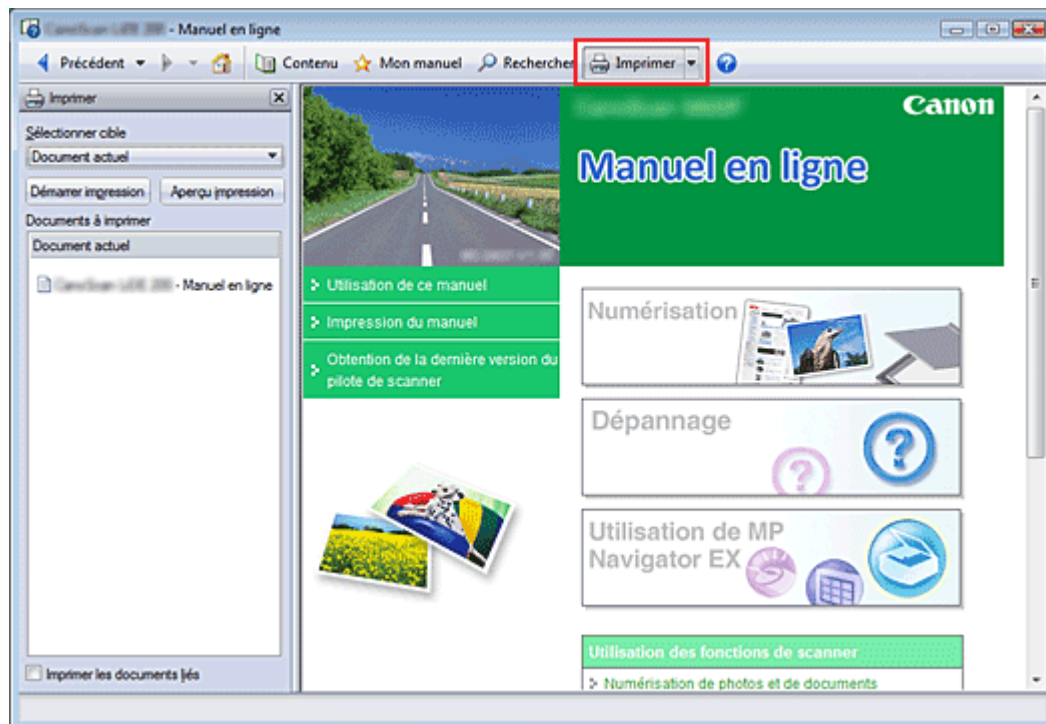 - Manuel en ligne
Précédent
Contenu
Mon manuel
Rechercher
Imprimer
Imprimer
Sélectionner cible
Document actuel
Démarrer impression
Aperçu impression
Documents à imprimer
Document actuel
- Manuel en ligne
Imprimer les documents liés
Canon
Manuel en ligne
Utilisation de ce manuel
Impression du manuel
Obtention de la dernière version du
pilote de scanner
Numérisation
Dépannage
Utilisation de MP
Navigator EX
Utilisation des fonctions de scanner
Numérisation de photos et de documents